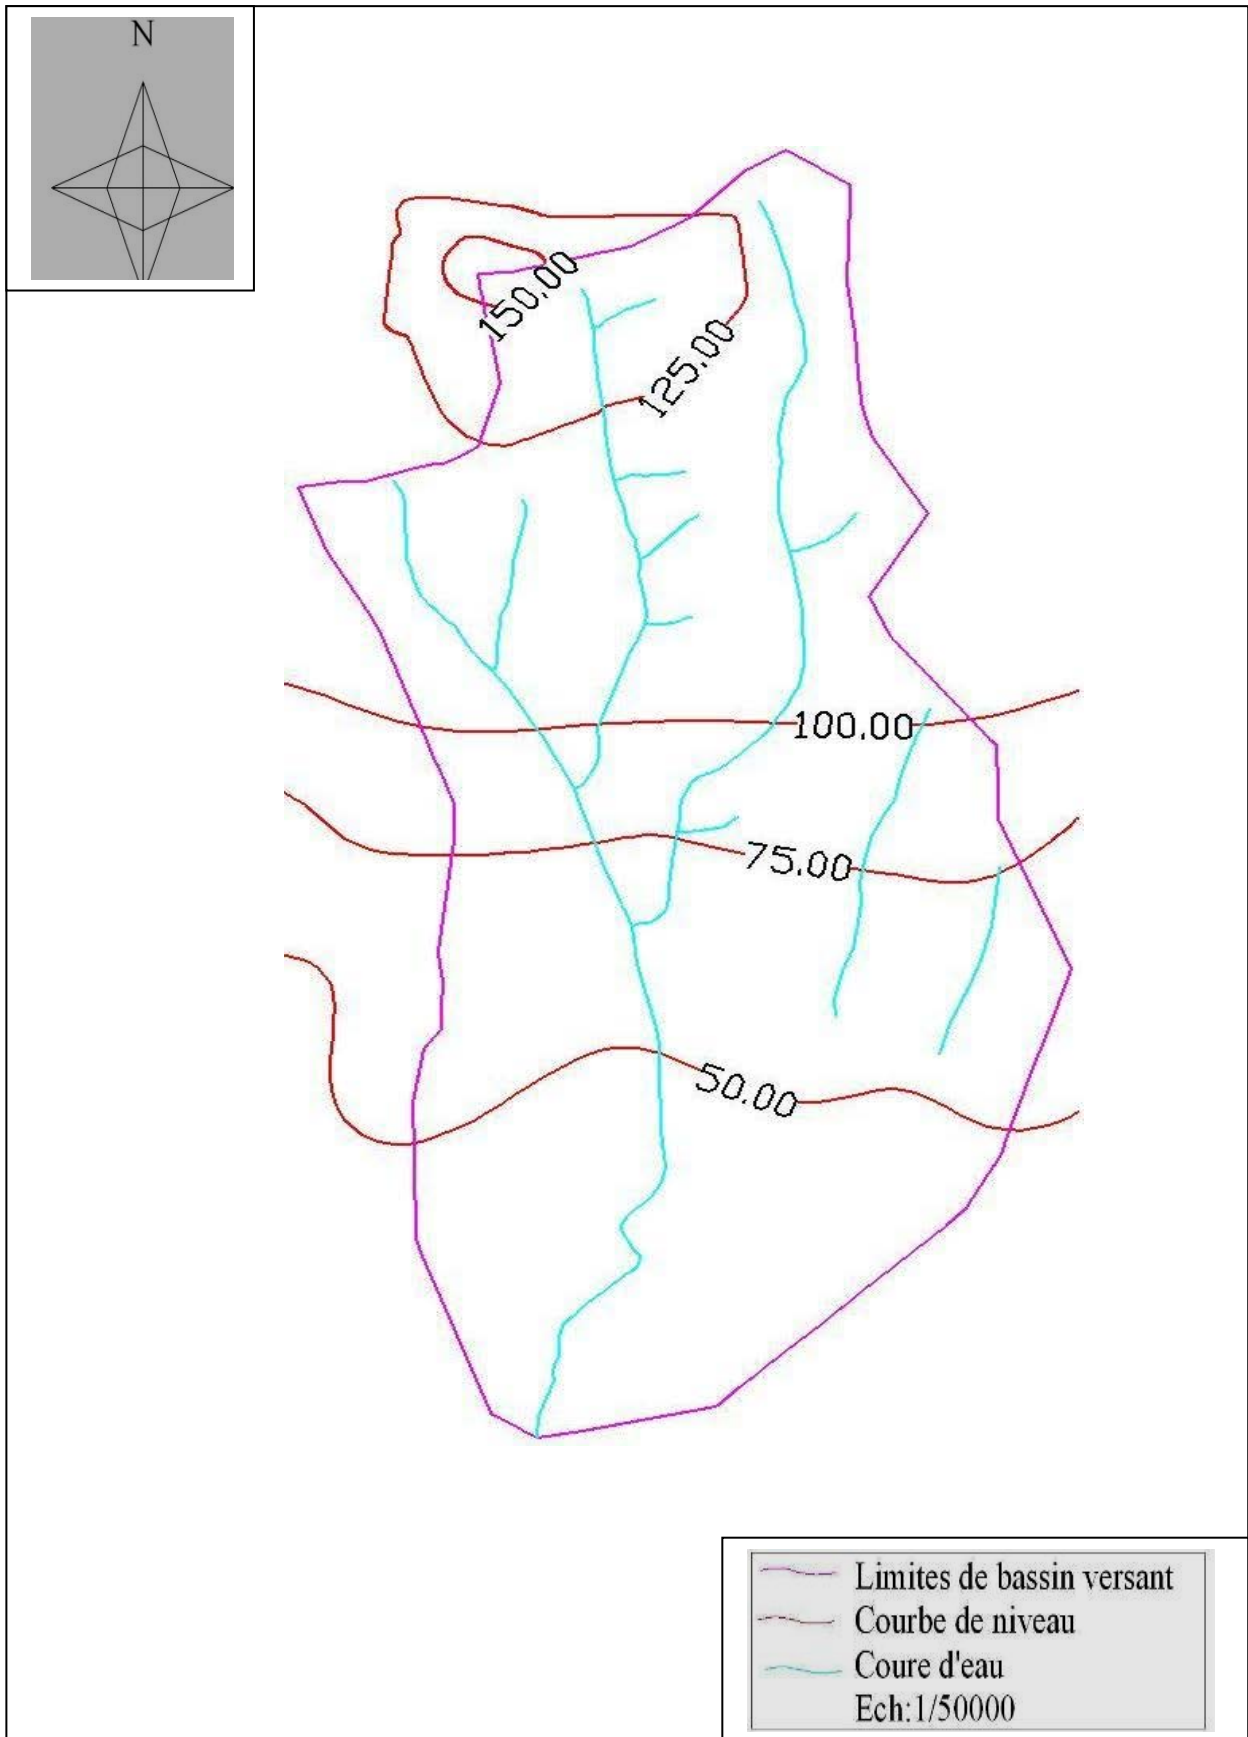 N
150.00
125.00
100.00
75.00
50.00
Limites de bassin versant
Courbe de niveau
Coure d'eau
Ech:1/50000